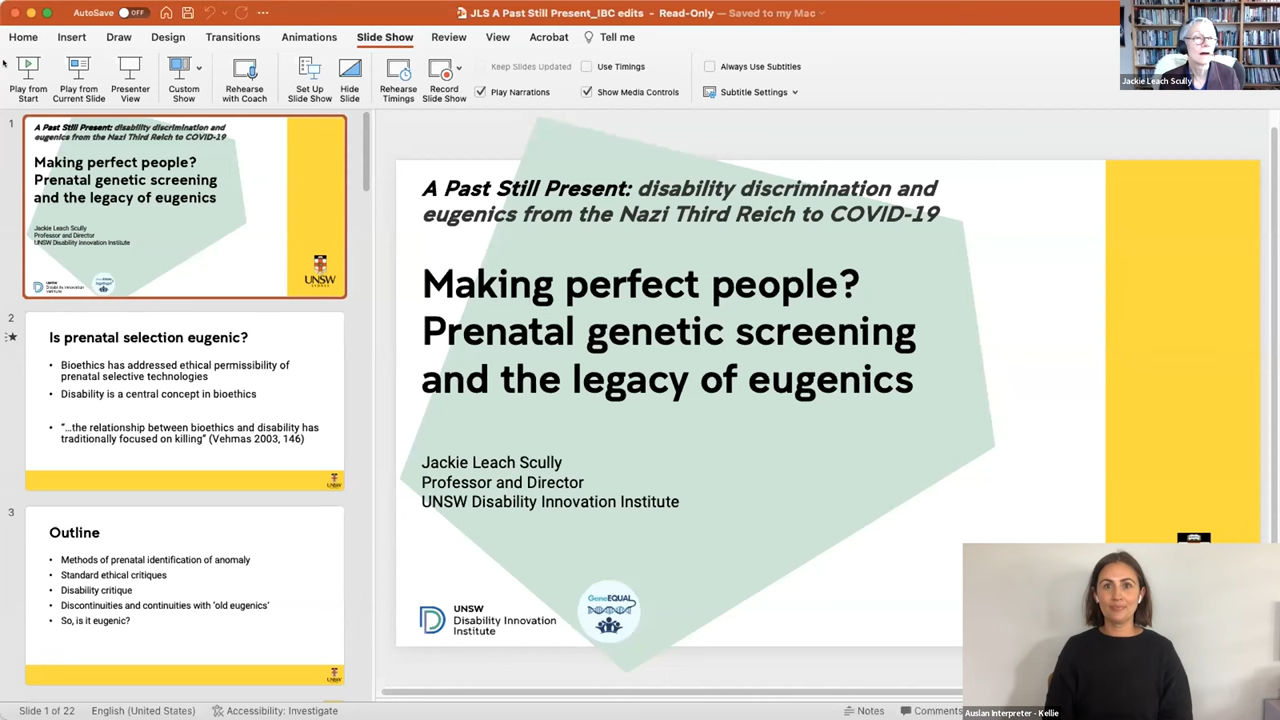 AutoSave OFF
JLS A Past Still Present_IBC edits - Read-Only — Saved to my Mac
Home Insert Draw Design Transitions Animations Slide Show Review View Acrobat Tell me
Play from Start
Play from Current Slide
Presenter View
Custom Show
Rehearse with Coach
Set Up Slide Show
Hide Slide
Rehearse Timings
Record Slide Show
Keep Slides Updated
Use Timings
Play Narrations
Show Media Controls
Always Use Subtitles
Subtitle Settings
Jackie Leach Scully
1
A Past Still Present: disability discrimination and
eugenics from the Nazi Third Reich to COVID-19
Making perfect people?
Prenatal genetic screening
and the legacy of eugenics
Jackie Leach Scully
Professor and Director
UNSW Disability Innovation Institute
UNSW
2
Is prenatal selection eugenic?
• Bioethics has addressed ethical permissibility of
prenatal selective technologies
• Disability is a central concept in bioethics
• “…the relationship between bioethics and disability has
traditionally focused on killing” (Vehmas 2003, 146)
UNSW
3
Outline
• Methods of prenatal identification of anomaly
• Standard ethical critiques
• Disability critique
• Discontinuities and continuities with ‘old eugenics’
• So, is it eugenic?
UNSW
A Past Still Present: disability discrimination and
eugenics from the Nazi Third Reich to COVID-19
Making perfect people?
Prenatal genetic screening
and the legacy of eugenics
Jackie Leach Scully
Professor and Director
UNSW Disability Innovation Institute
UNSW
Disability Innovation
Institute
GeneEQUAL
Auslan Interpreter - Kellie
Slide 1 of 22 English (United States) Accessibility: Investigate Notes Comments